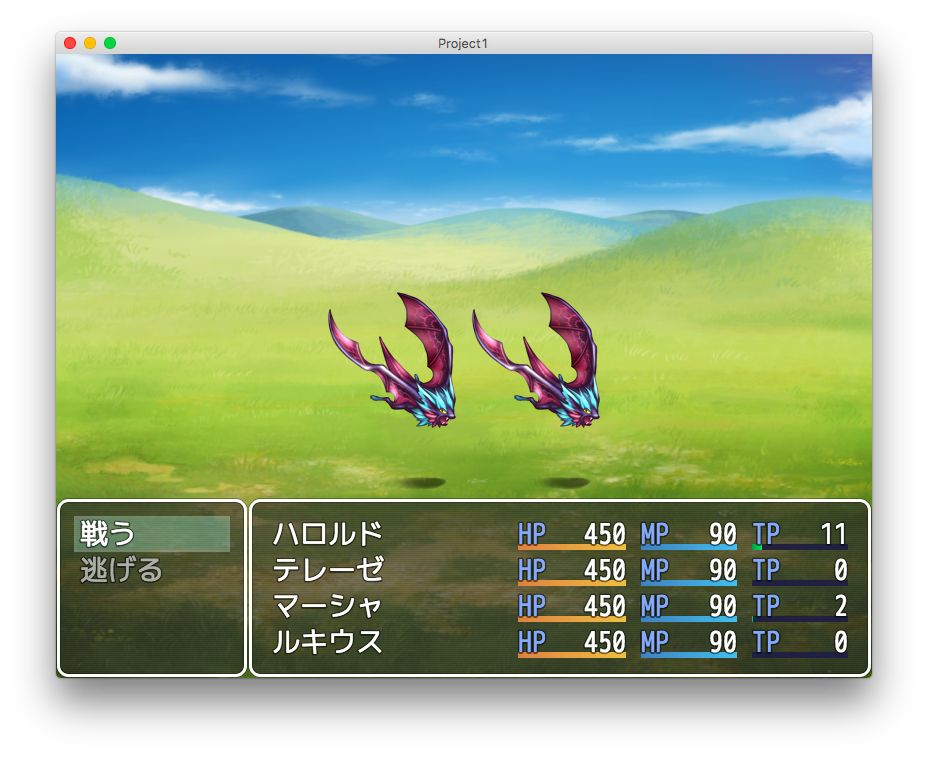 Project1
戦う
逃げる
ハロルド HP 450 MP 90 TP 11
テレーゼ HP 450 MP 90 TP 0
マーシャ HP 450 MP 90 TP 2
ルキウス HP 450 MP 90 TP 0